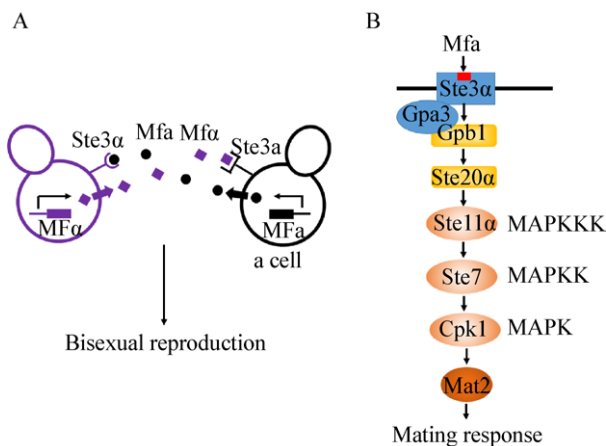 A
Ste3α
Mfa
Mfα
Ste3a
MFα
MFa
a cell
Bisexual reproduction
B
Mfa
Ste3α
Gpa3
Gpb1
Ste20α
Ste11α MAPKKK
Ste7 MAPKK
Cpk1 MAPK
Mat2
Mating response